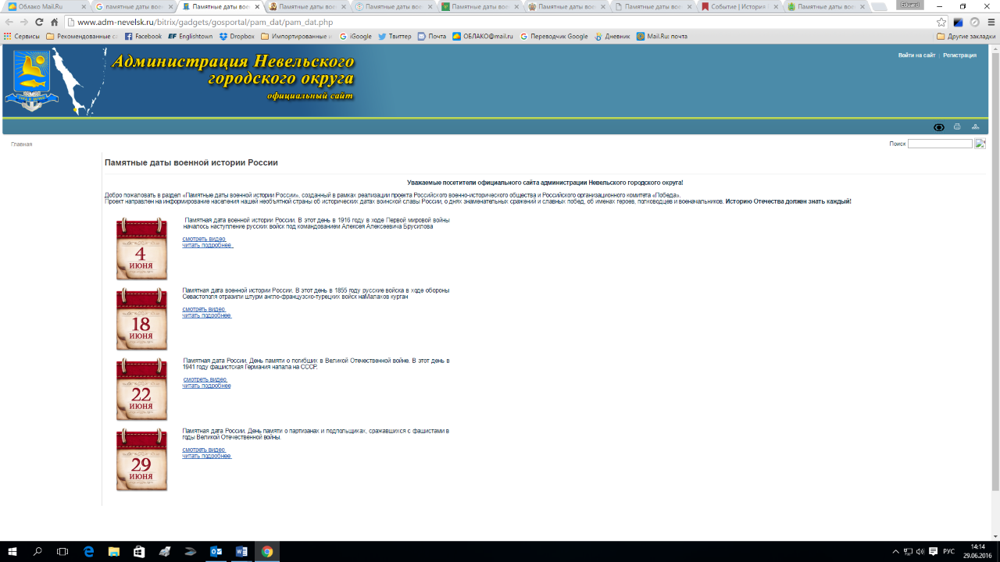 Облако Mail.Ru
памятные даты вое
Памятные даты вое
Памятные даты вое
Памятные даты вое
Памятные даты вое
Памятные даты вое
Памятные даты вое
Событие | История
Памятные даты вое
Eduard
www.adm-nevelsk.ru/bitrix/gadgets/gosportal/pam_dat/pam_dat.php
Сервисы
Рекомендованные са
Facebook
EF Englishtown
Dropbox
Импортированные и
iGoogle
Твиттер
Почта
ОБЛАКО@mail.ru
Переводчик Google
Дневник
Mail.Ru: почта
Другие закладки
Администрация Невельского
городского округа
официальный сайт
Войти на сайт | Регистрация
Главная
Поиск
Памятные даты военной истории России
Уважаемые посетители официального сайта администрации Невельского городского округа!
Добро пожаловать в раздел «Памятные даты военной истории России», созданный в рамках реализации проекта Российского военно-исторического общества и Российского организационного комитета «Победа».
Проект направлен на информирование населения нашей необъятной страны об исторических датах воинской славы России, о днях знаменательных сражений и славных побед, об именах героев, полководцев и военачальников. Историю Отечества должен знать каждый!
4
ИЮНЯ
Памятная дата военной истории России. В этот день в 1916 году в ходе Первой мировой войны
началось наступление русских войск под командованием Алексея Алексеевича Брусилова
смотреть видео
читать подробнее
18
ИЮНЯ
Памятная дата военной истории России. В этот день в 1855 году русские войска в ходе обороны
Севастополя отразили штурм англо-французско-турецких войск наМалахов курган
смотреть видео
читать подробнее
22
ИЮНЯ
Памятная дата России. День памяти о погибших в Великой Отечественной войне. В этот день в
1941 году фашистская Германия напала на СССР.
смотреть видео
читать подробнее
29
ИЮНЯ
Памятная дата России. День памяти о партизанах и подпольщиках, сражавшихся с фашистами в
годы Великой Отечественной войны.
смотреть видео
читать подробнее
РУС
14:14
29.06.2016